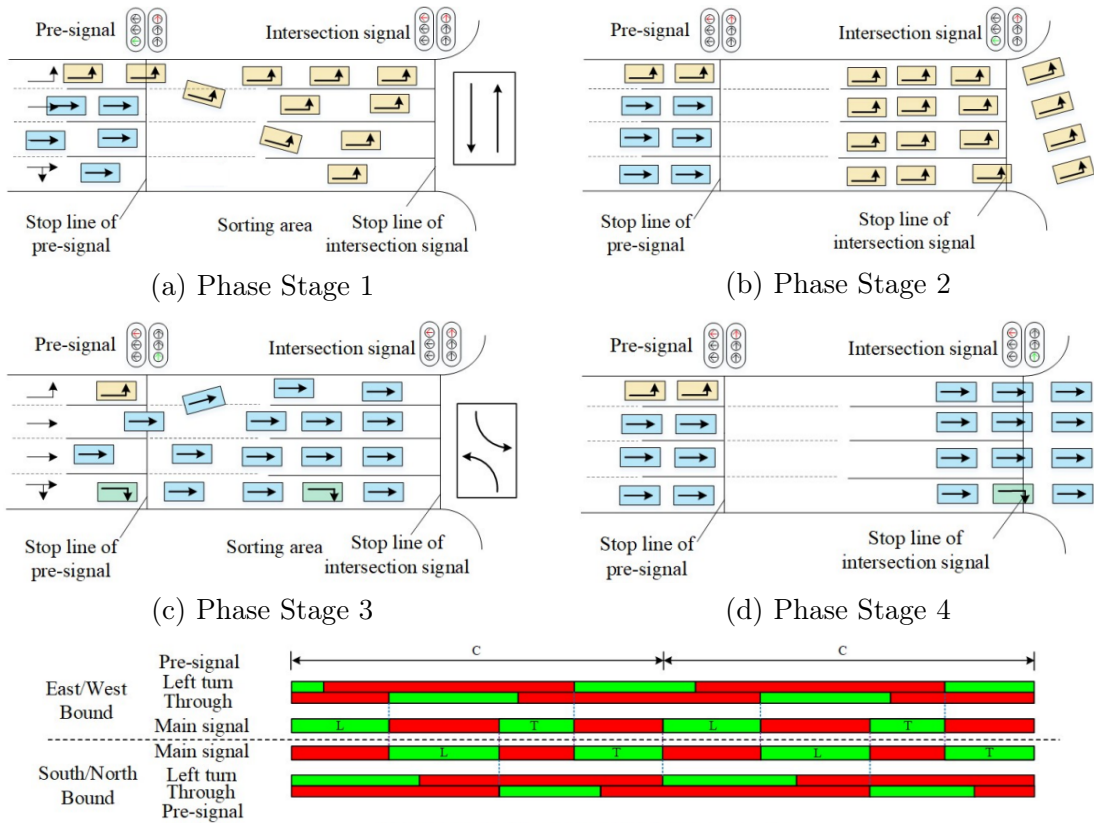 Pre-signal
Intersection signal
Stop line of
pre-signal
Sorting area
Stop line of
intersection signal
(a) Phase Stage 1
Pre-signal
Intersection signal
Stop line of
pre-signal
Stop line of
intersection signal
(b) Phase Stage 2
Pre-signal
Intersection signal
Stop line of
pre-signal
Sorting area
Stop line of
intersection signal
(c) Phase Stage 3
Pre-signal
Intersection signal
Stop line of
pre-signal
Stop line of
intersection signal
(d) Phase Stage 4
C
C
Pre-signal
East/West
Bound
Left turn
Through
Main signal
L
T
L
T
Main signal
L
T
L
T
South/North
Bound
Left turn
Through
Pre-signal